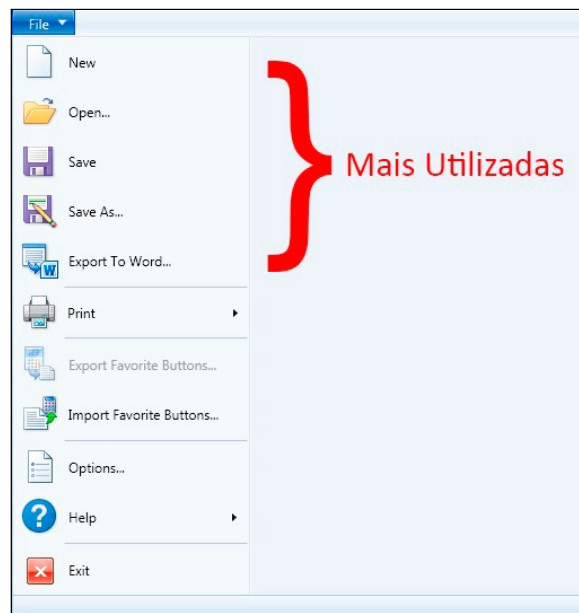 File
New
Open...
Save
Save As...
Export To Word...
Mais Utilizadas
Print
Export Favorite Buttons...
Import Favorite Buttons...
Options...
Help
Exit